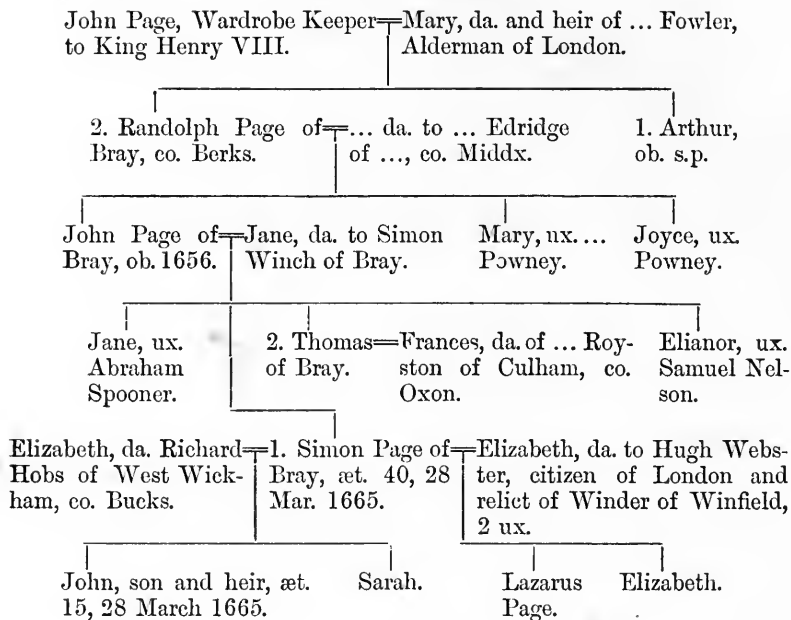 John Page, Wardrobe Keeper Mary, da. and heir of ... Fowler,
to King Henry VIII. Alderman of London.
2. Randolph Page of ... da. to ... Edridge 1. Arthur,
Bray, co. Berks. of ..., co. Middx. ob. s.p.
John Page of Jane, da. to Simon Mary, ux. ... Joyce, ux.
Bray, ob. 1656. Winch of Bray. Powney. Powney.
Jane, ux. 2. Thomas Frances, da. of ... Roy- Elianor, ux.
Abraham of Bray. ston of Culham, co. Samuel Nel-
Spooner. Oxon. son.
Elizabeth, da. Richard 1. Simon Page of Elizabeth, da. to Hugh Webs-
Hobs of West Wick- Bray, æt. 40, 28 ter, citizen of London and
ham, co. Bucks. Mar. 1665. relict of Winder of Winfield,
2 ux.
John, son and heir, æt. Sarah. Lazarus Elizabeth.
15, 28 March 1665. Page.